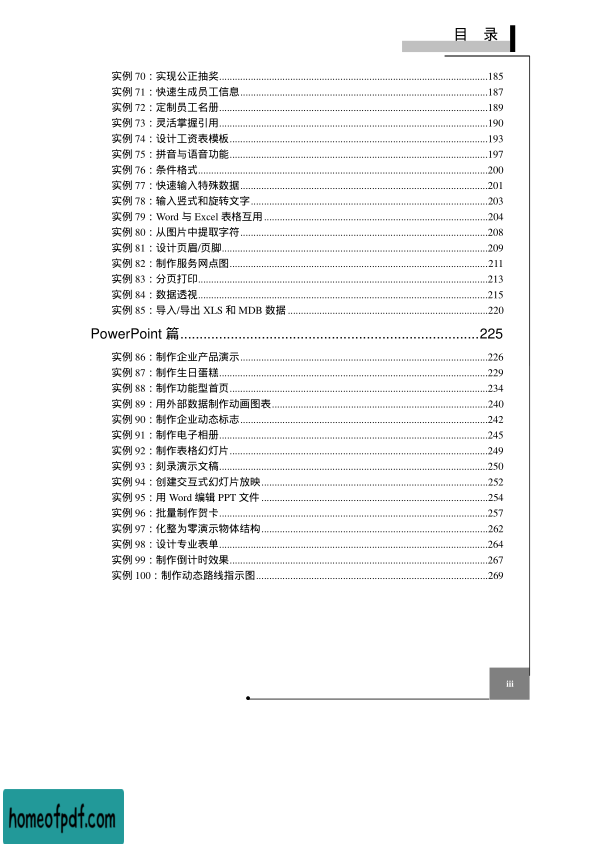 目 录
实例 70：实现公正抽奖......185
实例 71：快速生成员工信息......187
实例 72：定制员工名册......189
实例 73：灵活掌握引用......190
实例 74：设计工资表模板......193
实例 75：拼音与语音功能......197
实例 76：条件格式......200
实例 77：快速输入特殊数据......201
实例 78：输入竖式和旋转文字......203
实例 79：Word 与 Excel 表格互用......204
实例 80：从图片中提取字符......208
实例 81：设计页眉/页脚......209
实例 82：制作服务网点图......211
实例 83：分页打印......213
实例 84：数据透视......215
实例 85：导入/导出 XLS 和 MDB 数据......220
PowerPoint 篇......225
实例 86：制作企业产品演示......226
实例 87：制作生日蛋糕......229
实例 88：制作功能型首页......234
实例 89：用外部数据制作动画图表......240
实例 90：制作企业动态标志......242
实例 91：制作电子相册......245
实例 92：制作表格幻灯片......249
实例 93：刻录演示文稿......250
实例 94：创建交互式幻灯片放映......252
实例 95：用 Word 编辑 PPT 文件......254
实例 96：批量制作贺卡......257
实例 97：化整为零演示物体结构......262
实例 98：设计专业表单......264
实例 99：制作倒计时效果......267
实例 100：制作动态路线指示图......269
iii
homeofpdf.com